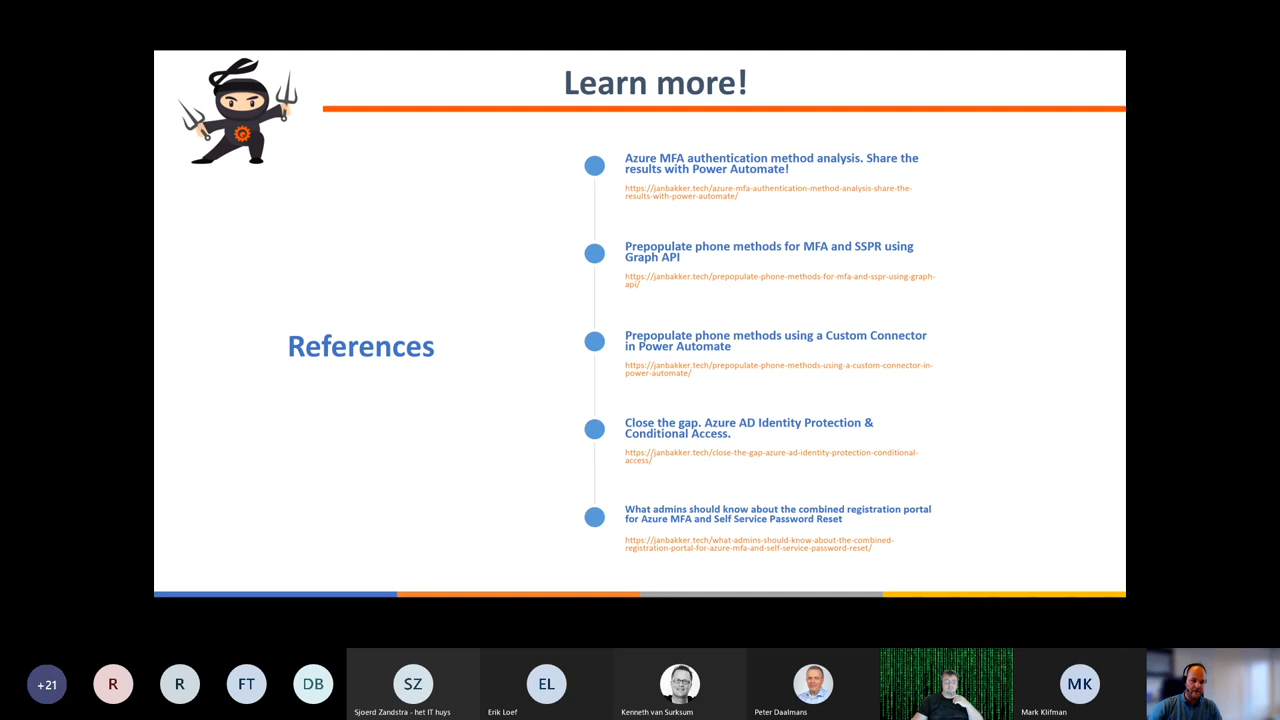 Learn more!
Azure MFA authentication method analysis. Share the
results with Power Automate!
https://janbakker.tech/azure-mfa-authentication-method-analysis-share-the-
results-with-power-automate/
Prepopulate phone methods for MFA and SSPR using
Graph API
https://janbakker.tech/prepopulate-phone-methods-for-mfa-and-sspr-using-graph-
api/
References
Prepopulate phone methods using a Custom Connector
in Power Automate
https://janbakker.tech/prepopulate-phone-methods-using-a-custom-connector-in-
power-automate/
Close the gap. Azure AD Identity Protection &
Conditional Access.
https://janbakker.tech/close-the-gap-azure-ad-identity-protection-conditional-
access/
What admins should know about the combined registration portal
for Azure MFA and Self Service Password Reset
https://janbakker.tech/what-admins-should-know-about-the-combined-
registration-portal-for-azure-mfa-and-self-service-password-reset/
+21
R
R
FT
DB
SZ
EL
MK
Sjoerd Zandstra - het IT huys
Erik Loef
Kenneth van Surksum
Peter Daalmans
Mark Klifman